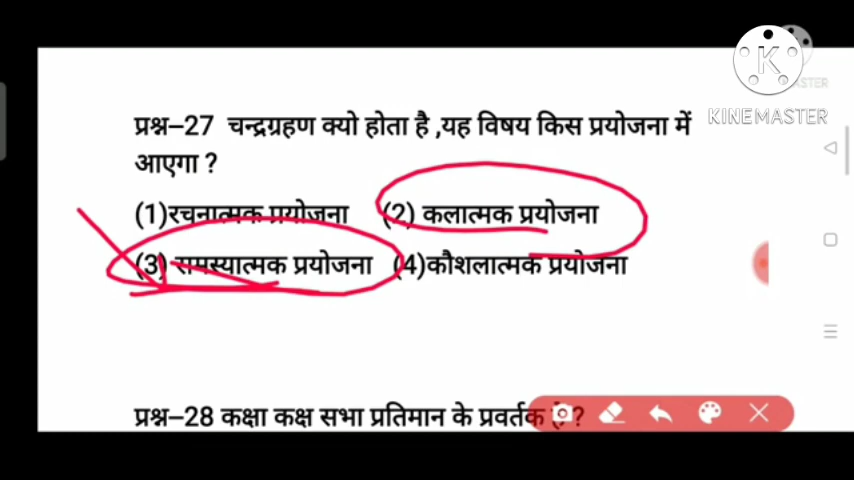 K
KINEMASTER
प्रश्न–27 चन्द्रग्रहण क्यो होता है ,यह विषय किस प्रयोजना में
आएगा ?
(1)रचनात्मक प्रयोजना (2) कलात्मक प्रयोजना
(3) समस्यात्मक प्रयोजना (4)कौशलात्मक प्रयोजना
प्रश्न–28 कक्षा कक्ष सभा प्रतिमान के प्रवर्तक है ?